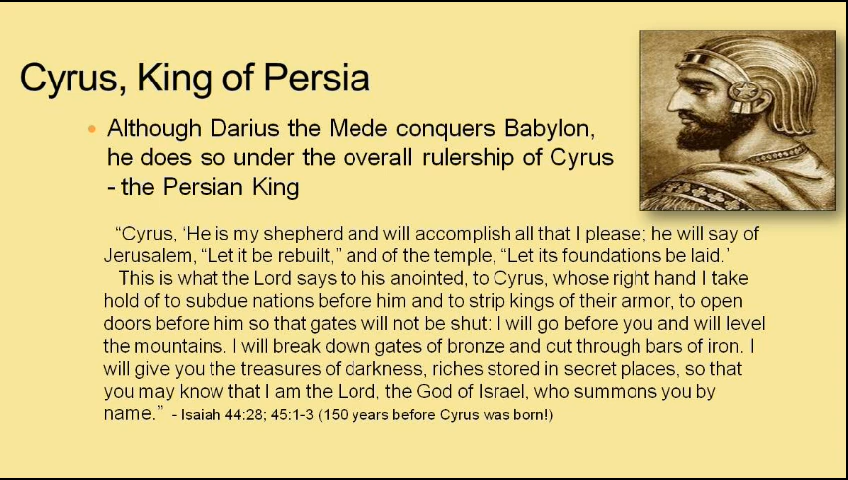 Cyrus, King of Persia
• Although Darius the Mede conquers Babylon,
he does so under the overall rulership of Cyrus
- the Persian King
“Cyrus, ‘He is my shepherd and will accomplish all that I please; he will say of
Jerusalem, “Let it be rebuilt,” and of the temple, “Let its foundations be laid.’
This is what the Lord says to his anointed, to Cyrus, whose right hand I take
hold of to subdue nations before him and to strip kings of their armor, to open
doors before him so that gates will not be shut: I will go before you and will level
the mountains. I will break down gates of bronze and cut through bars of iron. I
will give you the treasures of darkness, riches stored in secret places, so that
you may know that I am the Lord, the God of Israel, who summons you by
name.” - Isaiah 44:28; 45:1-3 (150 years before Cyrus was born!)